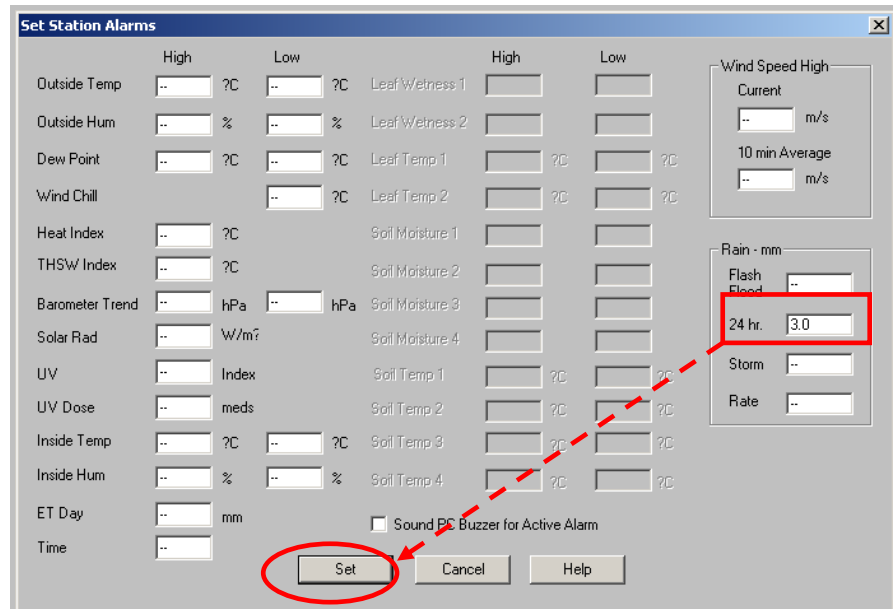 Set Station Alarms
High Low High Low
Outside Temp -- ?C -- ?C Leaf Wetness 1
Outside Hum -- % -- % Leaf Wetness 2
Dew Point -- ?C -- ?C Leaf Temp 1 ?C ?C
Wind Chill -- ?C Leaf Temp 2 ?C ?C
Heat Index -- ?C Soil Moisture 1
THSW Index -- ?C Soil Moisture 2
Barometer Trend -- hPa -- hPa Soil Moisture 3
Solar Rad -- W/m? Soil Moisture 4
UV -- Index Soil Temp 1 ?C ?C
UV Dose -- meds Soil Temp 2 ?C ?C
Inside Temp -- ?C -- ?C Soil Temp 3 ?C ?C
Inside Hum -- % -- % Soil Temp 4 ?C ?C
ET Day -- mm
Time --
Sound PC Buzzer for Active Alarm
Set Cancel Help
Wind Speed High
Current
-- m/s
10 min Average
-- m/s
Rain - mm
Flash
Flood --
24 hr. 3.0
Storm --
Rate --